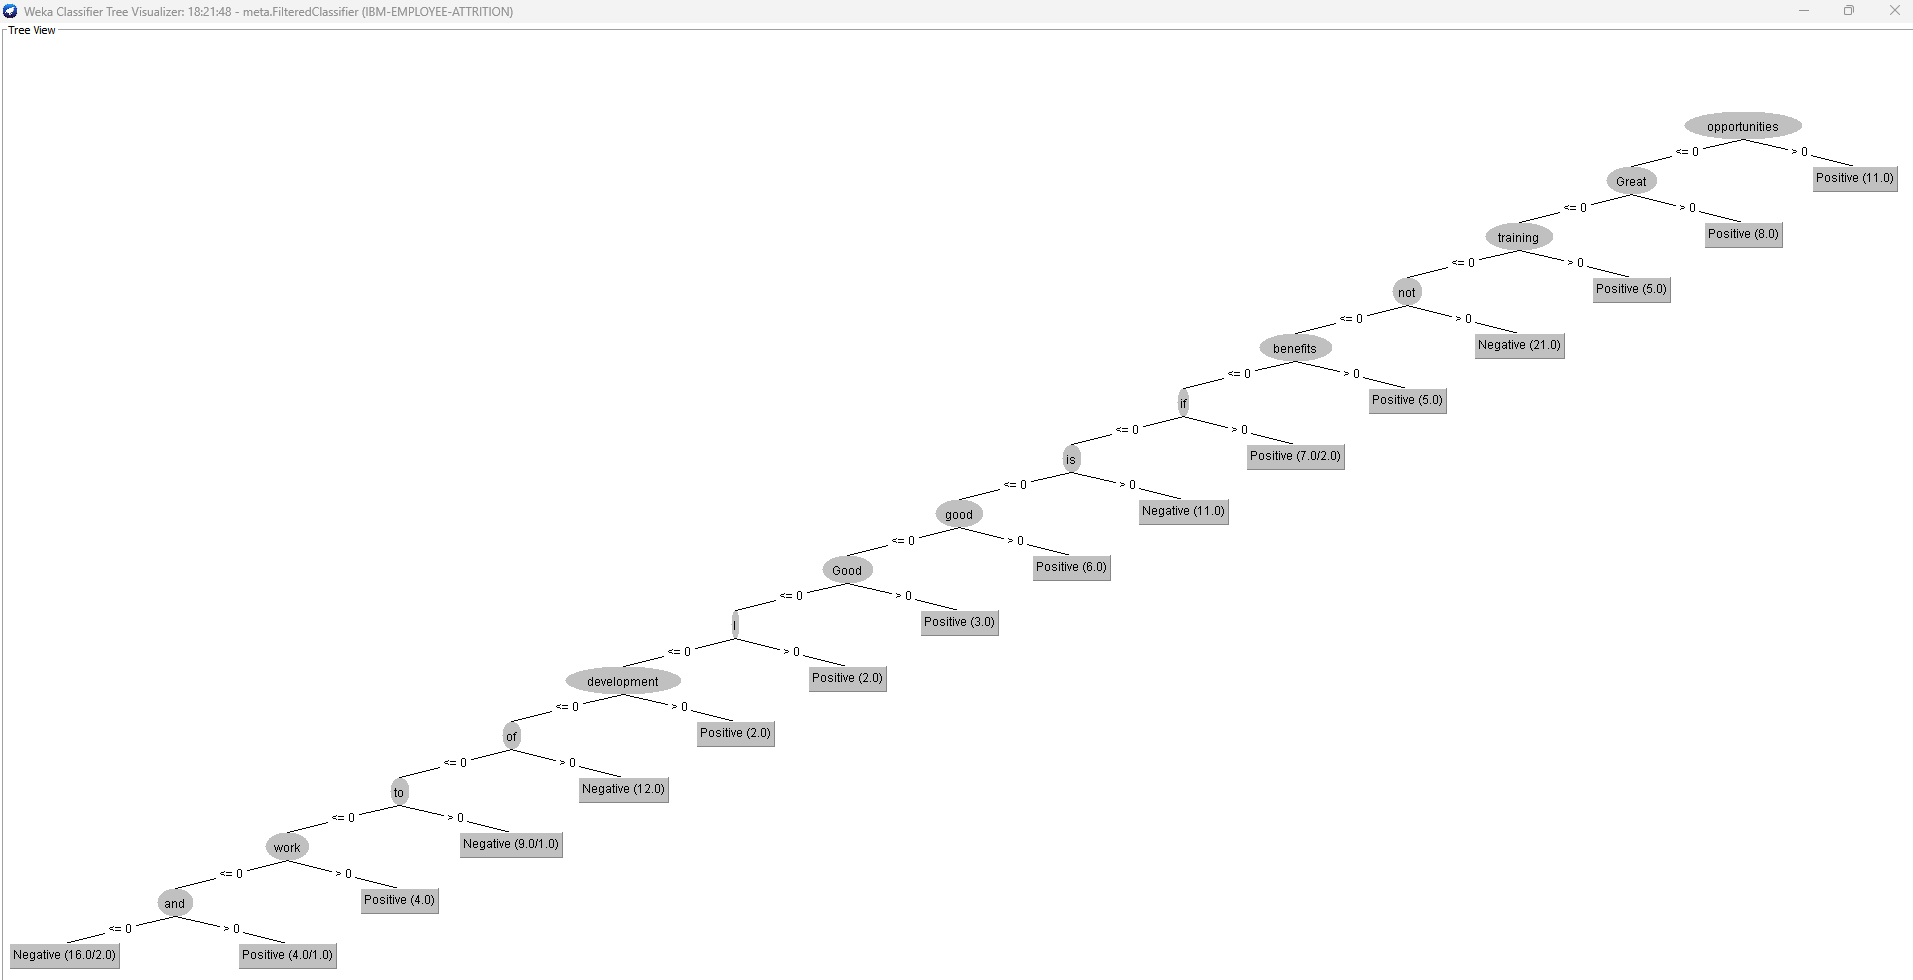 Weka Classifier Tree Visualizer: 18:21:48 - meta.FilteredClassifier (IBM-EMPLOYEE-ATTRITION)
Tree View
opportunities
<= 0 > 0
Great Positive (11.0)
<= 0 > 0
training Positive (8.0)
<= 0 > 0
not Positive (5.0)
<= 0 > 0
benefits Negative (21.0)
<= 0 > 0
if Positive (5.0)
<= 0 > 0
is Positive (7.0/2.0)
<= 0 > 0
good Negative (11.0)
<= 0 > 0
Good Positive (6.0)
<= 0 > 0
I Positive (3.0)
<= 0 > 0
development Positive (2.0)
<= 0 > 0
of Positive (2.0)
<= 0 > 0
to Negative (12.0)
<= 0 > 0
work Negative (9.0/1.0)
<= 0 > 0
and Positive (4.0)
<= 0 > 0
Negative (16.0/2.0) Positive (4.0/1.0)